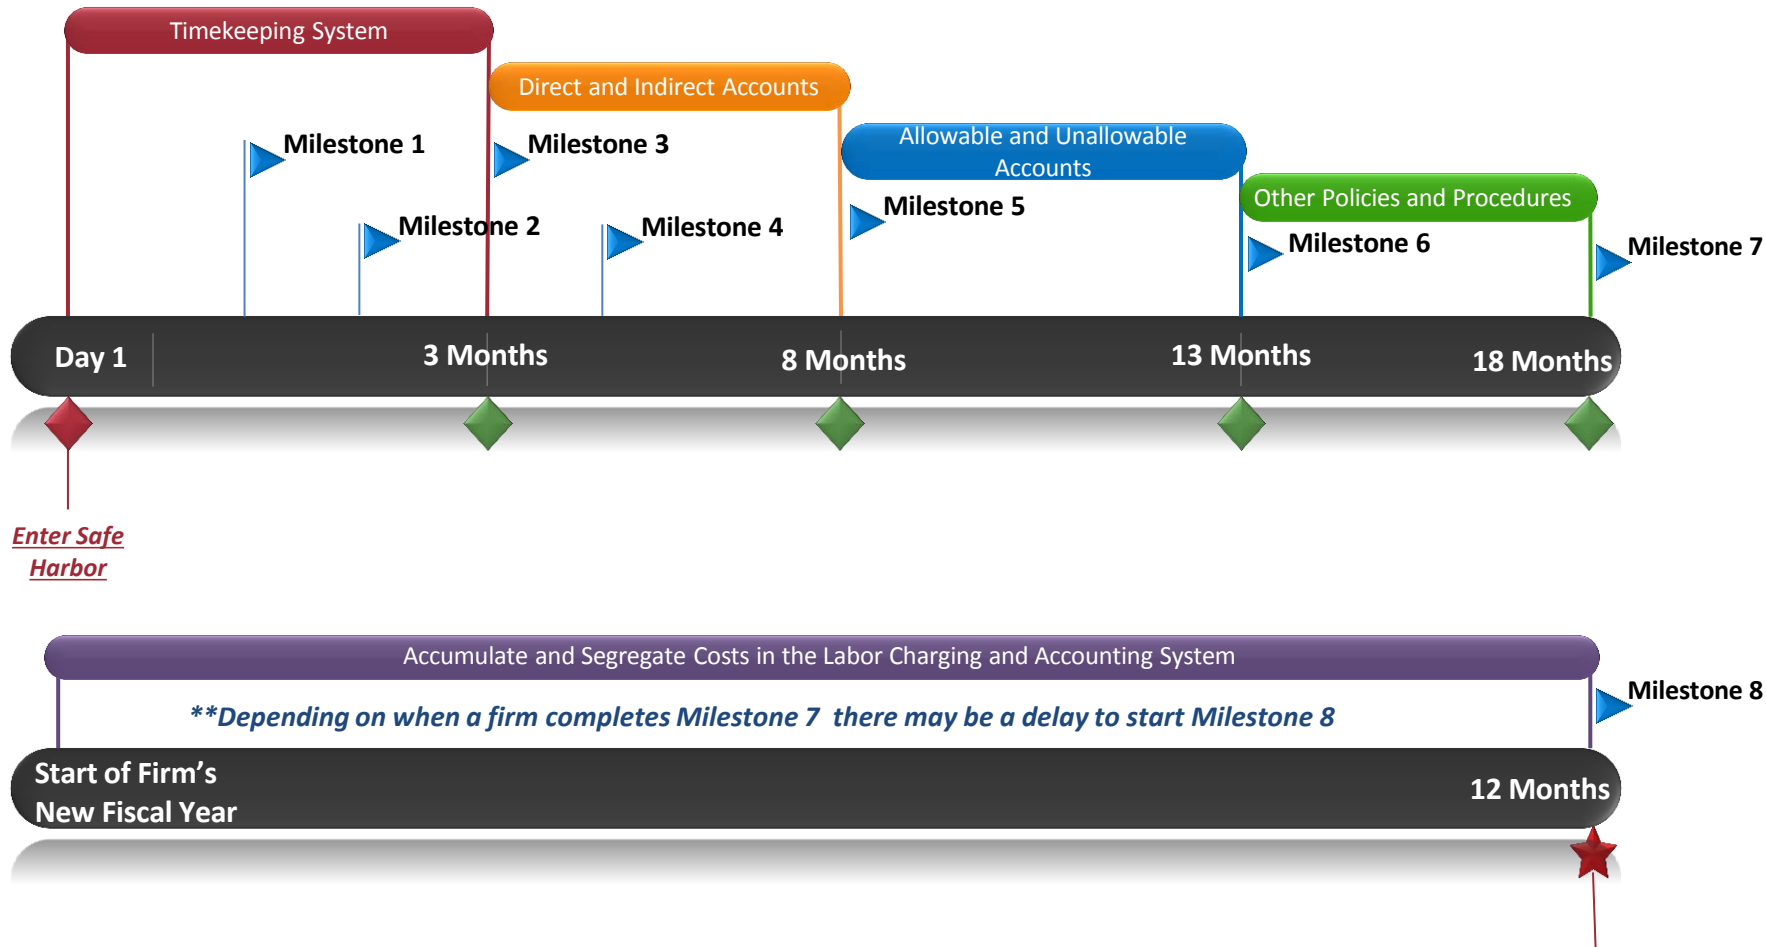 Timekeeping System
Direct and Indirect Accounts
Allowable and Unallowable
Accounts
Other Policies and Procedures
Milestone 1
Milestone 2
Milestone 3
Milestone 4
Milestone 5
Milestone 6
Milestone 7
Day 1
3 Months
8 Months
13 Months
18 Months
Enter Safe
Harbor
Accumulate and Segregate Costs in the Labor Charging and Accounting System
**Depending on when a firm completes Milestone 7 there may be a delay to start Milestone 8
Milestone 8
Start of Firm’s
New Fiscal Year
12 Months